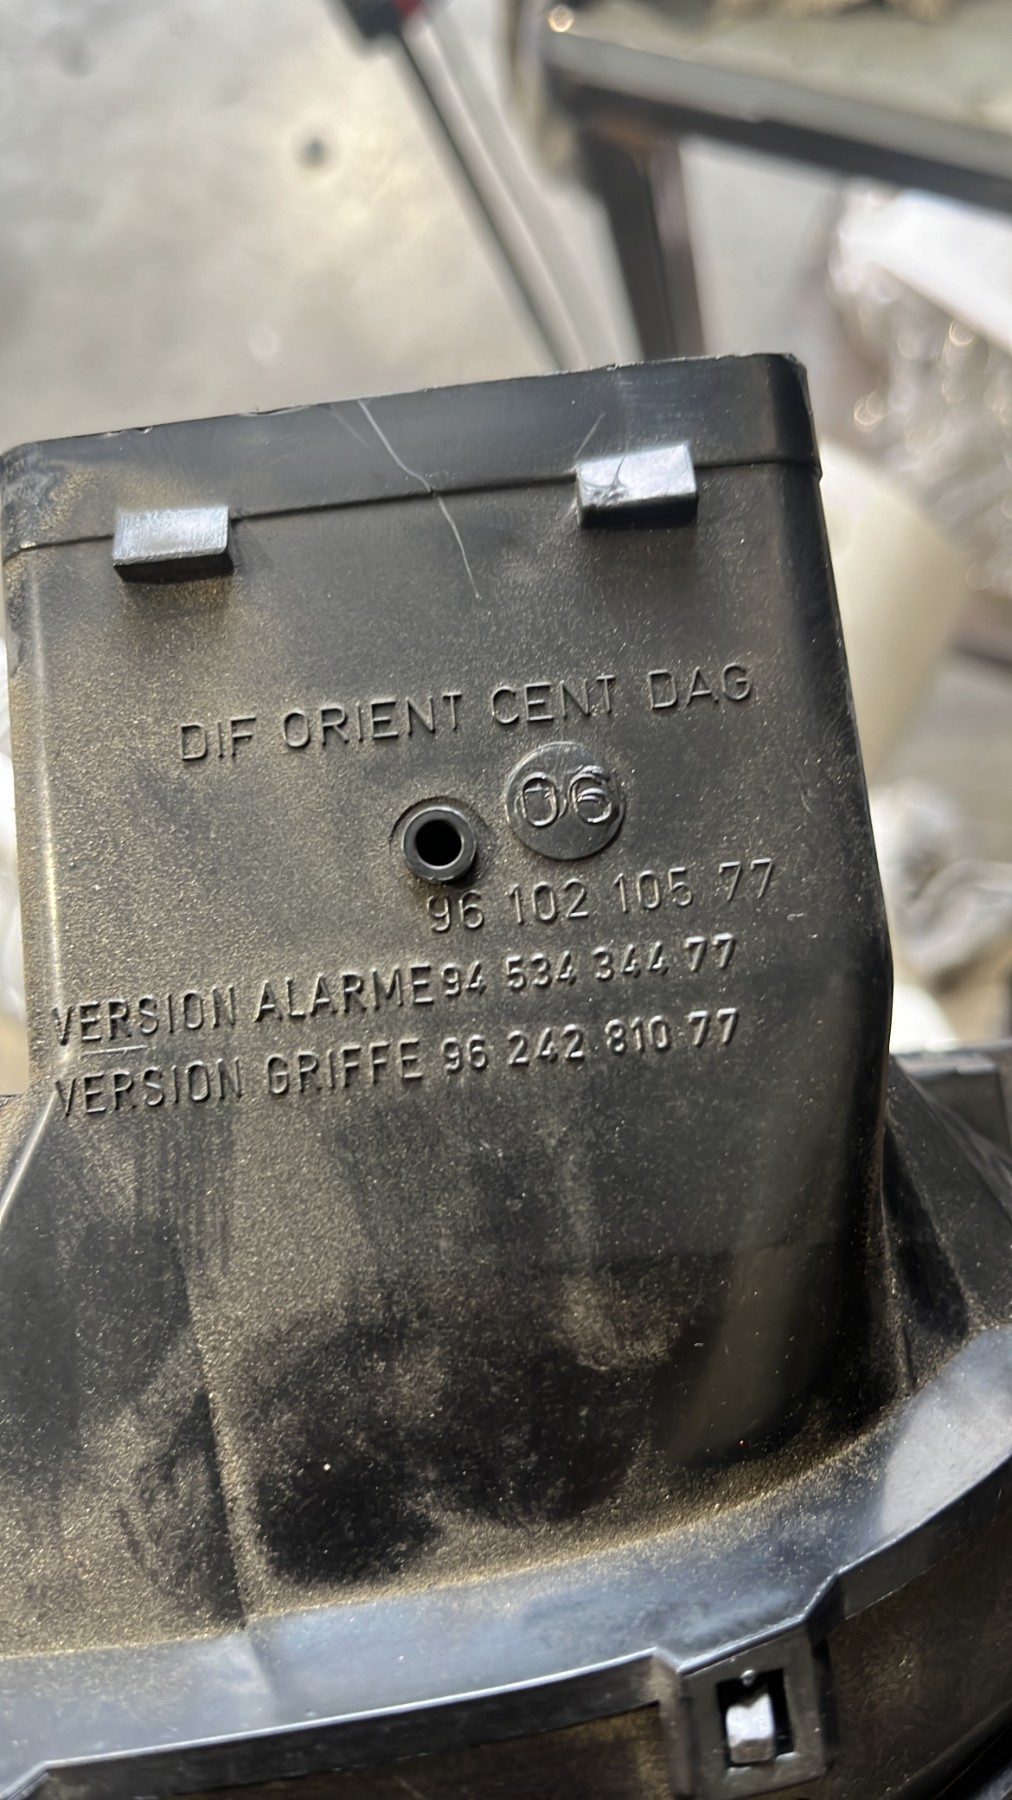 DIF ORIENT CENT DAG
06
96 102 105 77
VERSION ALARME 94 534 344 77
VERSION GRIFFE 96 242 810 77